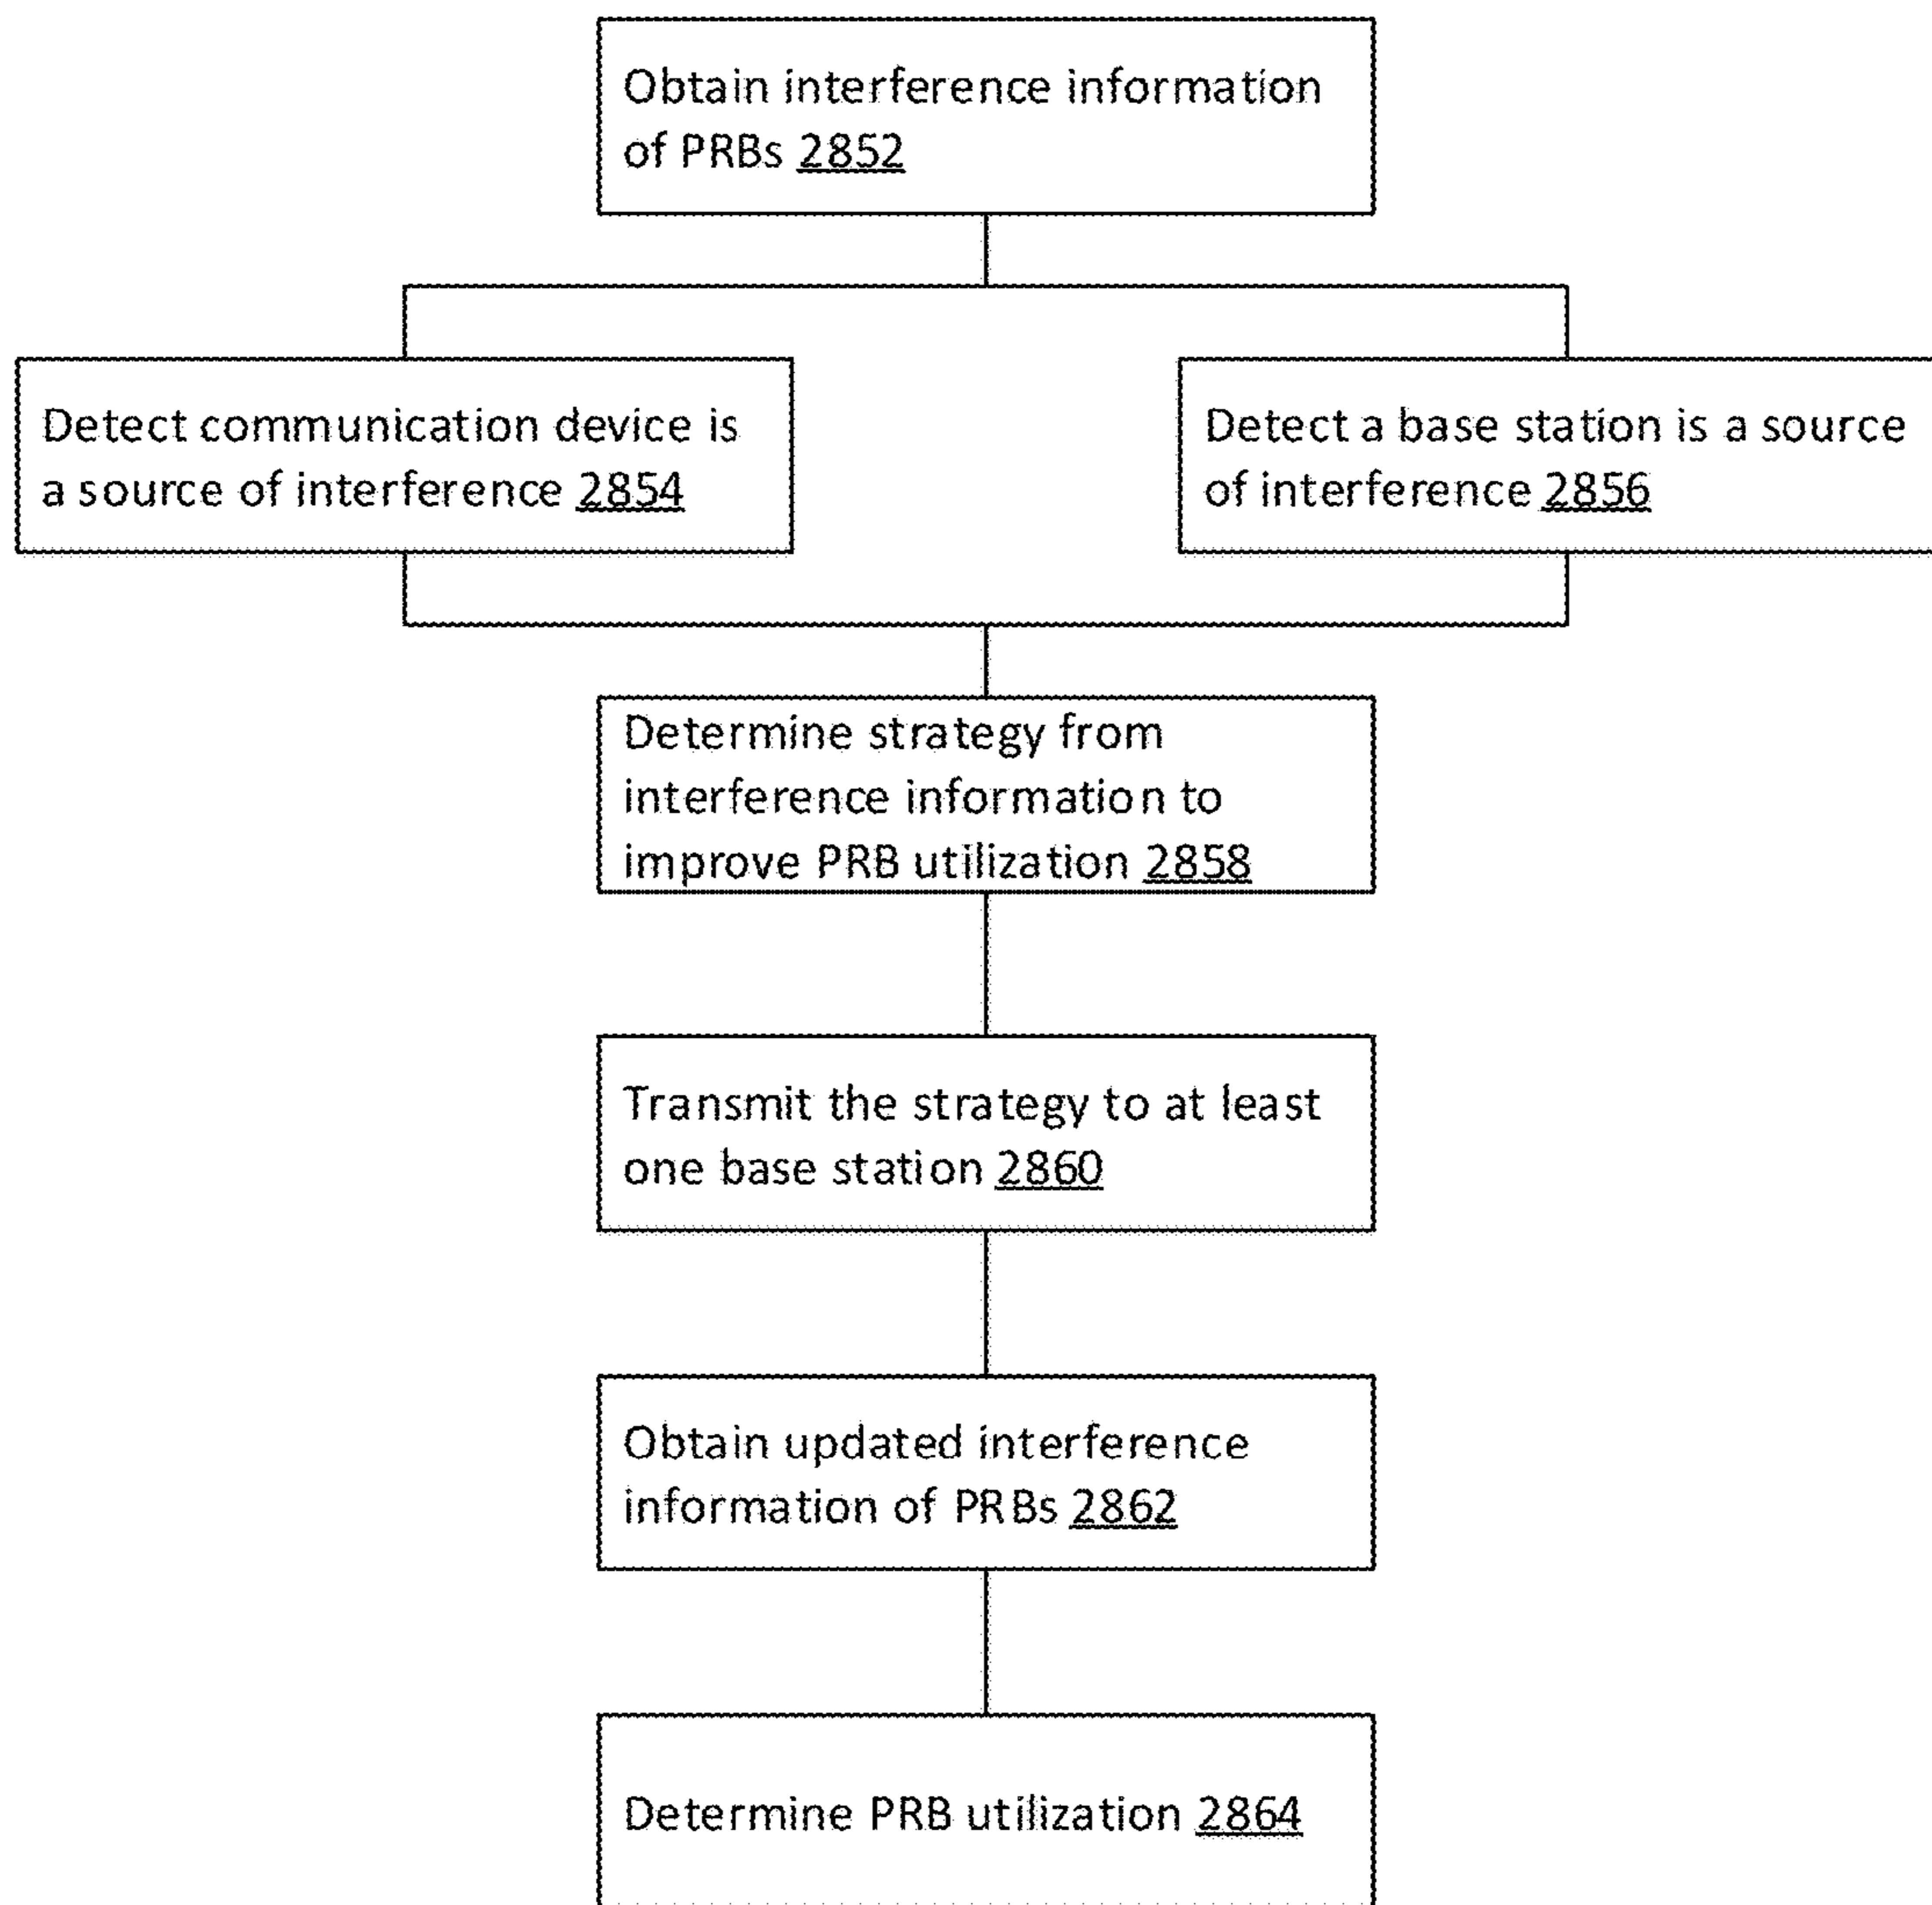 Obtain interference information
of PRBs 2852
Detect communication device is
a source of interference 2854
Detect a base station is a source
of interference 2856
Determine strategy from
interference information to
improve PRB utilization 2858
Transmit the strategy to at least
one base station 2860
Obtain updated interference
information of PRBs 2862
Determine PRB utilization 2864